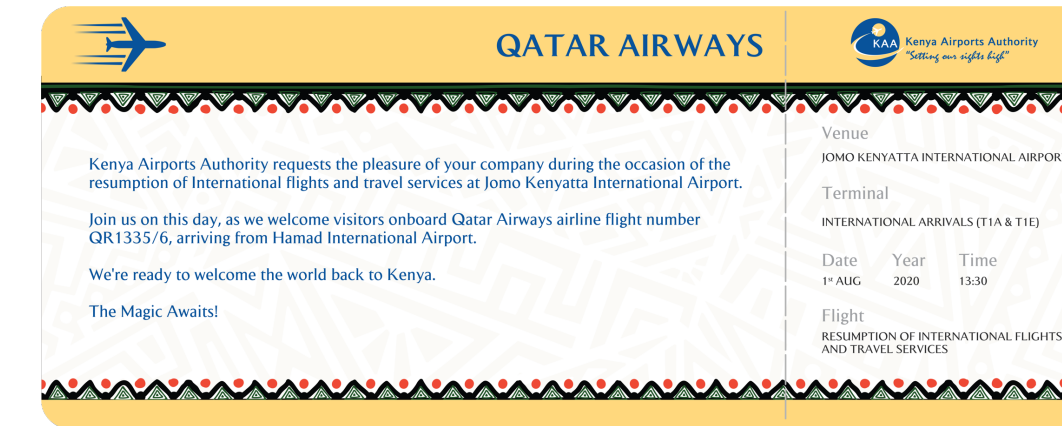 QATAR AIRWAYS
Kenya Airports Authority requests the pleasure of your company during the occasion of the
resumption of International flights and travel services at Jomo Kenyatta International Airport.
Join us on this day, as we welcome visitors onboard Qatar Airways airline flight number
QR1335/6, arriving from Hamad International Airport.
We're ready to welcome the world back to Kenya.
The Magic Awaits!
KAA
Kenya Airports Authority
"Setting our sights high"
Venue
JOMO KENYATTA INTERNATIONAL AIRPOR
Terminal
INTERNATIONAL ARRIVALS (T1A & T1E)
Date Year Time
1st AUG 2020 13:30
Flight
RESUMPTION OF INTERNATIONAL FLIGHTS
AND TRAVEL SERVICES